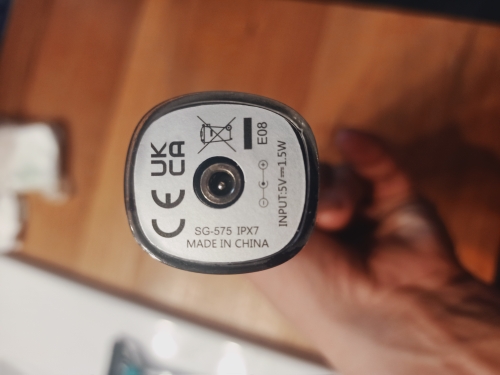 UK
CA
CE
E08
INPUT:5V⎓1.5W
SG-575 IPX7
MADE IN CHINA